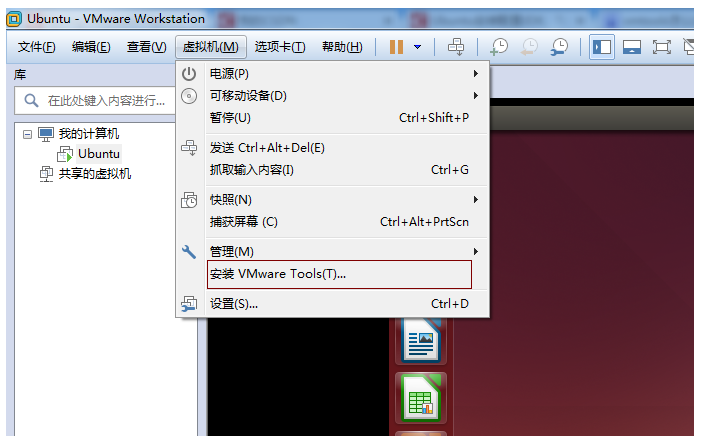 Ubuntu - VMware Workstation
文件(F) 编辑(E) 查看(V) 虚拟机(M) 选项卡(T) 帮助(H)
库
在此处键入内容进行...
我的计算机
Ubuntu
共享的虚拟机
电源(P)
可移动设备(D)
暂停(U) Ctrl+Shift+P
发送 Ctrl+Alt+Del(E)
抓取输入内容(I) Ctrl+G
快照(N)
捕获屏幕 (C) Ctrl+Alt+PrtScn
管理(M)
安装 VMware Tools(T)...
设置(S)... Ctrl+D